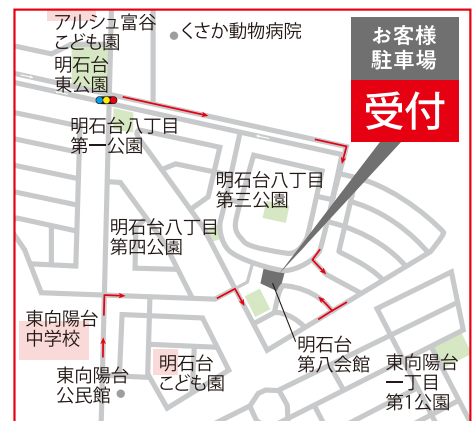 アルシュ富谷
こども園
くさか動物病院
明石台
東公園
お客様
駐車場
受付
明石台八丁目
第一公園
明石台八丁目
第三公園
明石台八丁目
第四公園
東向陽台
中学校
明石台
こども園
東向陽台
公民館
明石台
第八会館
東向陽台
一丁目
第1公園